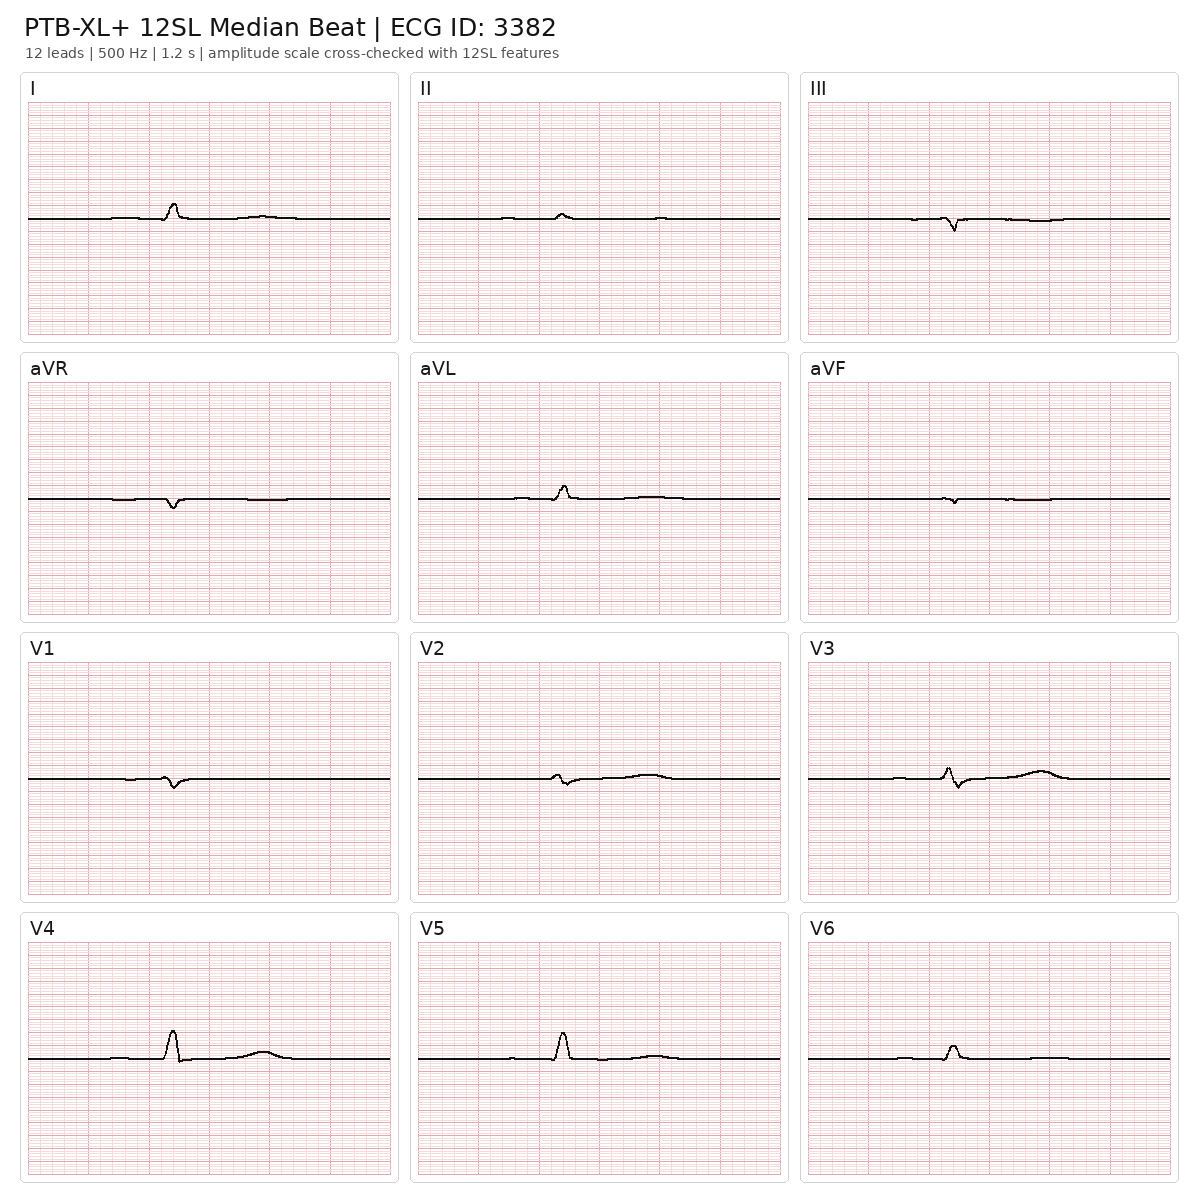 PTB-XL+ 12SL Median Beat | ECG ID: 3382
12 leads | 500 Hz | 1.2 s | amplitude scale cross-checked with 12SL features
I
II
III
aVR
aVL
aVF
V1
V2
V3
V4
V5
V6